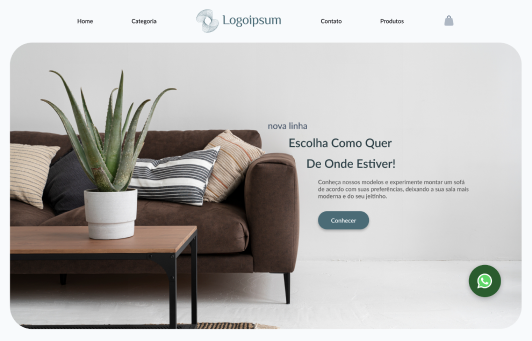 Home Categoria Logoipsum Contato Produtos
nova linha
Escolha Como Quer
De Onde Estiver!
Conheça nossos modelos e experimente montar um sofá
de acordo com suas preferências, deixando a sua sala mais
moderna e do seu jeitinho.
Conhecer